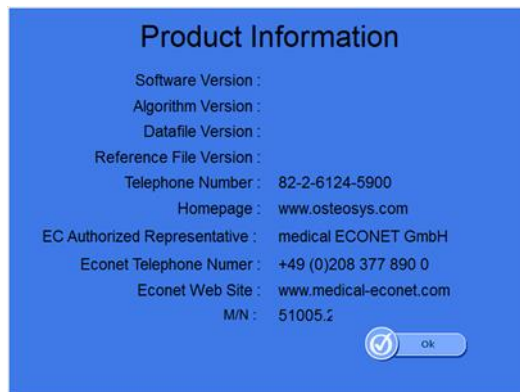 Product Information
Software Version :
Algorithm Version :
Datafile Version :
Reference File Version :
Telephone Number : 82-2-6124-5900
Homepage : www.osteosys.com
EC Authorized Representative : medical ECONET GmbH
Econet Telephone Numer : +49 (0)208 377 890 0
Econet Web Site : www.medical-econet.com
M/N : 51005.2
Ok